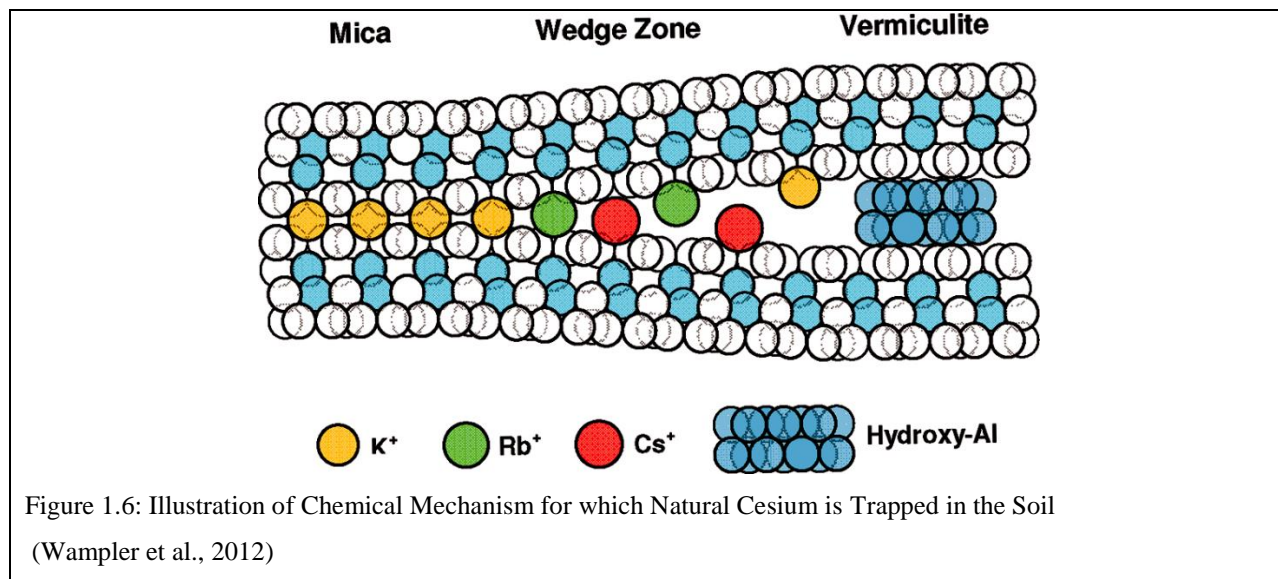 Mica Wedge Zone Vermiculite
K+ Rb+ Cs+ Hydroxy-Al
Figure 1.6: Illustration of Chemical Mechanism for which Natural Cesium is Trapped in the Soil
(Wampler et al., 2012)